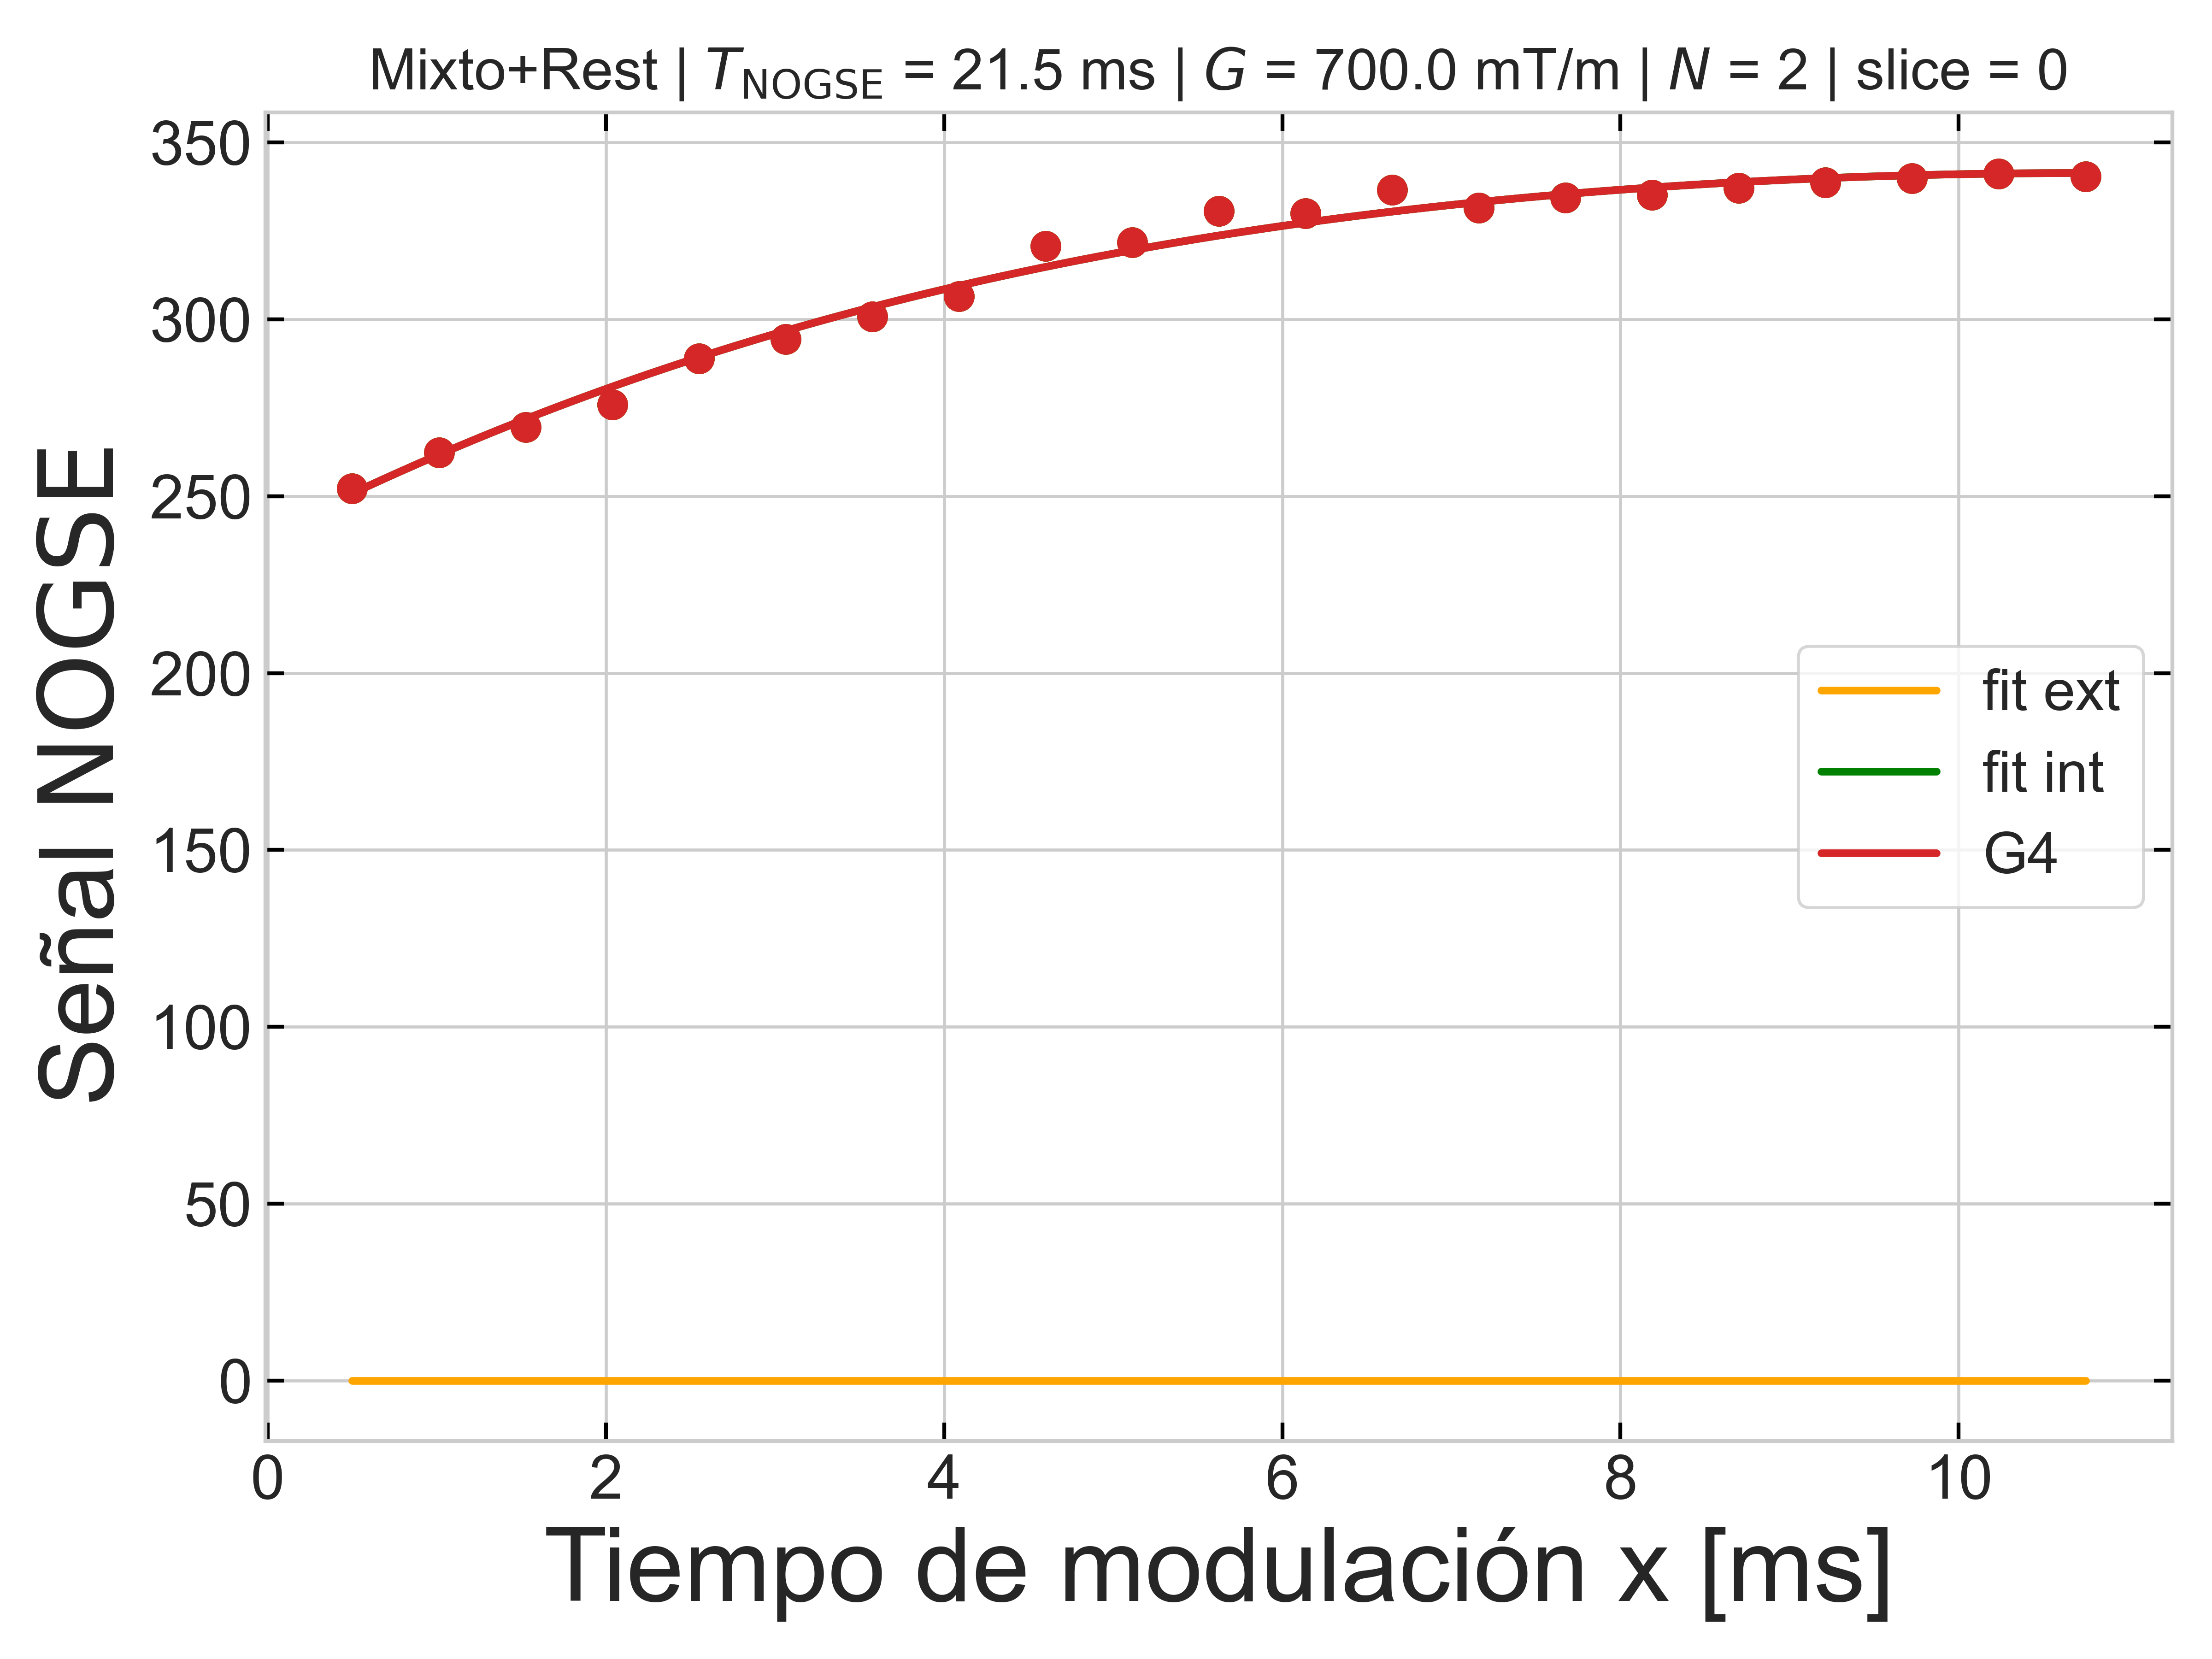 Mixto+Rest | T_NOGSE = 21.5 ms | G = 700.0 mT/m | N = 2 | slice = 0
350
300
250
200
150
100
50
0
Señal NOGSE
fit ext
fit int
G4
0 2 4 6 8 10
Tiempo de modulación x [ms]